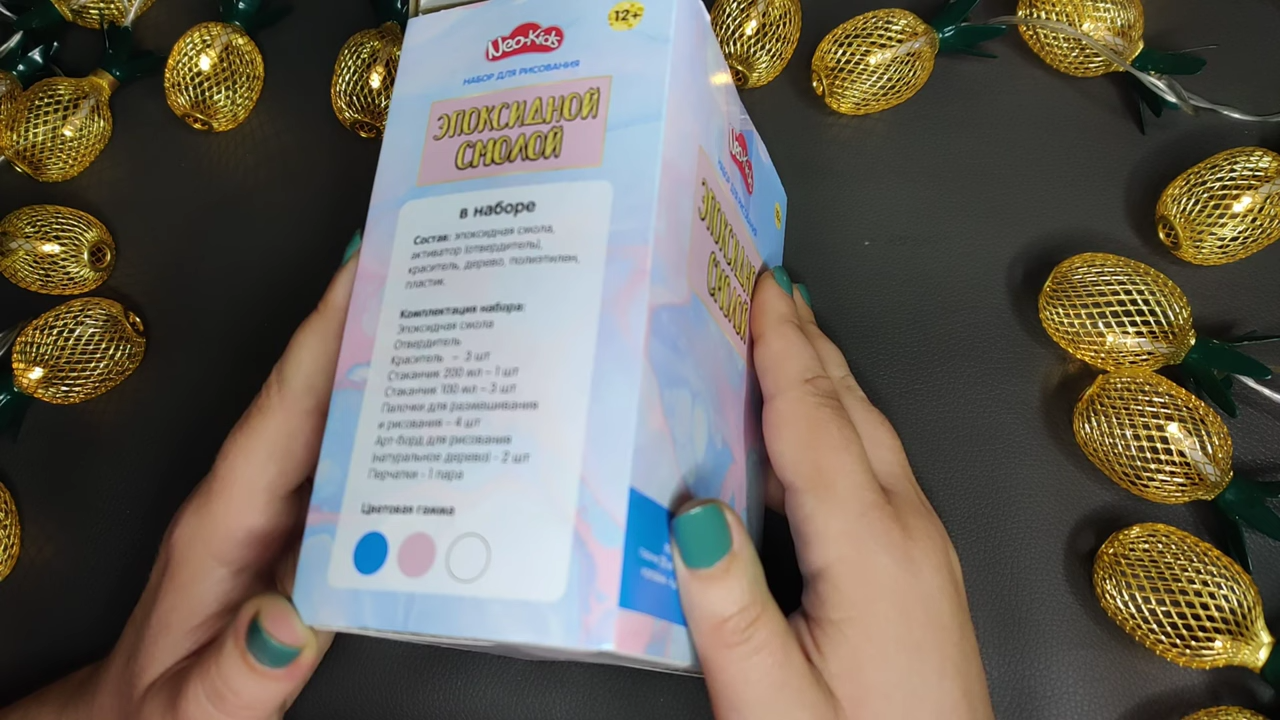 Neo-Kids
12+
НАБОР ДЛЯ РИСОВАНИЯ
ЭПОКСИДНОЙ
СМОЛОЙ
в наборе
Состав: эпоксидная смола,
активатор (отвердитель),
краситель, дерево, полиэтилен,
пластик.
Комплектация набора:
Эпоксидная смола
Отвердитель
Краситель – 3 шт
Стаканчик 200 мл – 1 шт
Стаканчик 100 мл – 3 шт
Палочки для размешивания
и рисования – 4 шт
Арт-борд для рисования
(натуральное дерево) - 2 шт
Перчатки - 1 пара
Цветовая гамма
Neo-Kids
НАБОР ДЛЯ РИСОВАНИЯ
ЭПОКСИДНОЙ
СМОЛОЙ